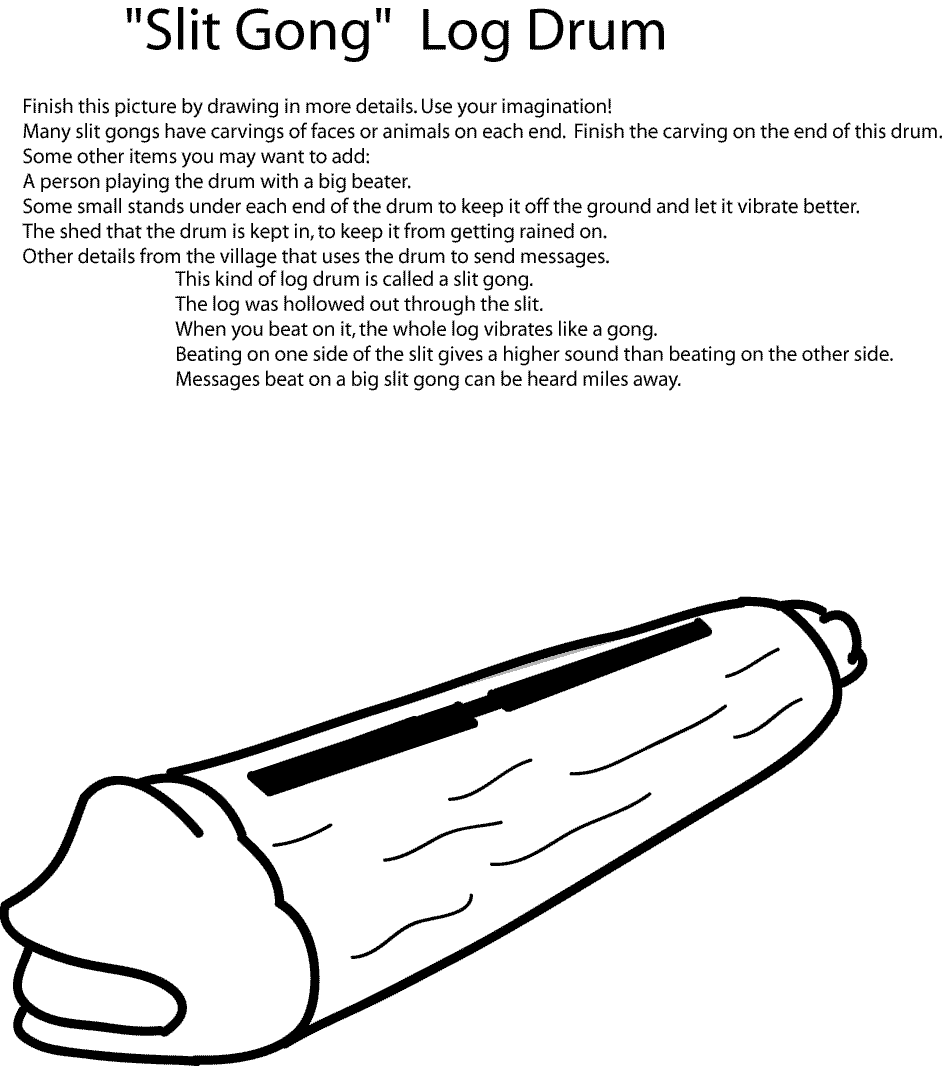 "Slit Gong" Log Drum
Finish this picture by drawing in more details. Use your imagination!
Many slit gongs have carvings of faces or animals on each end. Finish the carving on the end of this drum.
Some other items you may want to add:
A person playing the drum with a big beater.
Some small stands under each end of the drum to keep it off the ground and let it vibrate better.
The shed that the drum is kept in, to keep it from getting rained on.
Other details from the village that uses the drum to send messages.
This kind of log drum is called a slit gong.
The log was hollowed out through the slit.
When you beat on it, the whole log vibrates like a gong.
Beating on one side of the slit gives a higher sound than beating on the other side.
Messages beat on a big slit gong can be heard miles away.